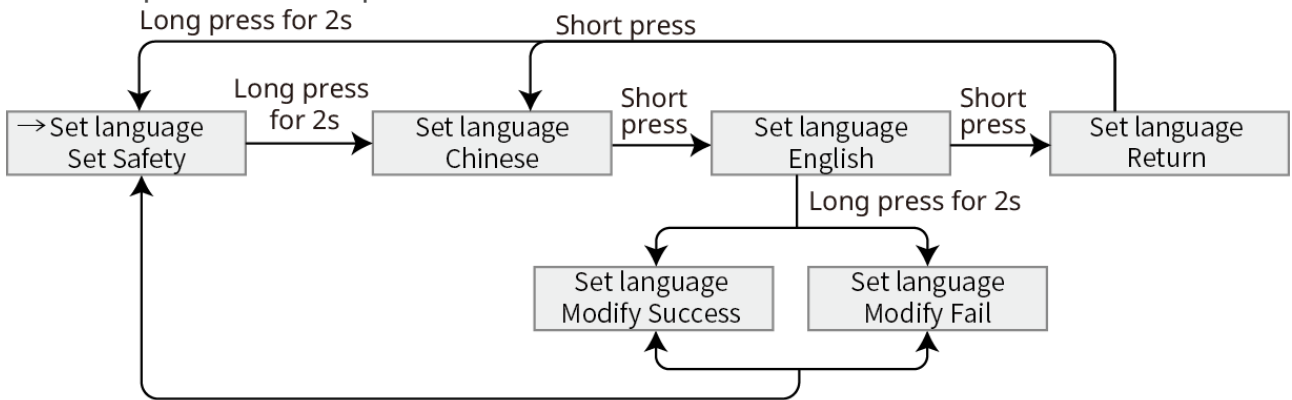 Long press for 2s
Short press
Long press
for 2s
Short
press
Short
press
→Set language
Set Safety
Set language
Chinese
Set language
English
Set language
Return
Long press for 2s
Set language
Modify Success
Set language
Modify Fail